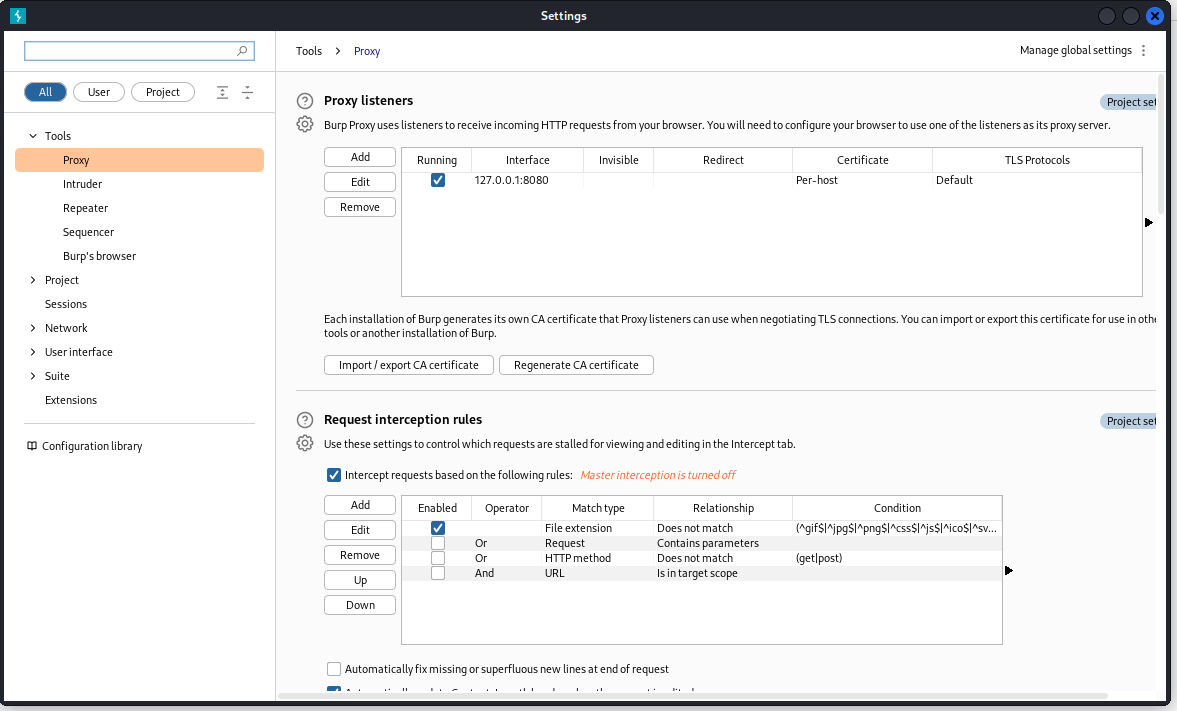 Settings
Tools > Proxy
Manage global settings
All User Project
Tools
Proxy
Intruder
Repeater
Sequencer
Burp's browser
Project
Sessions
Network
User interface
Suite
Extensions
Configuration library
Proxy listeners
Project set
Burp Proxy uses listeners to receive incoming HTTP requests from your browser. You will need to configure your browser to use one of the listeners as its proxy server.
Add
Edit
Remove
Running Interface Invisible Redirect Certificate TLS Protocols
127.0.0.1:8080 Per-host Default
Each installation of Burp generates its own CA certificate that Proxy listeners can use when negotiating TLS connections. You can import or export this certificate for use in othe
tools or another installation of Burp.
Import / export CA certificate Regenerate CA certificate
Request interception rules
Project set
Use these settings to control which requests are stalled for viewing and editing in the Intercept tab.
Intercept requests based on the following rules: Master interception is turned off
Add
Edit
Remove
Up
Down
Enabled Operator Match type Relationship Condition
File extension Does not match (^gif$|^jpg$|^png$|^css$|^js$|^ico$|^sv...
Or Request Contains parameters
Or HTTP method Does not match (get|post)
And URL Is in target scope
Automatically fix missing or superfluous new lines at end of request